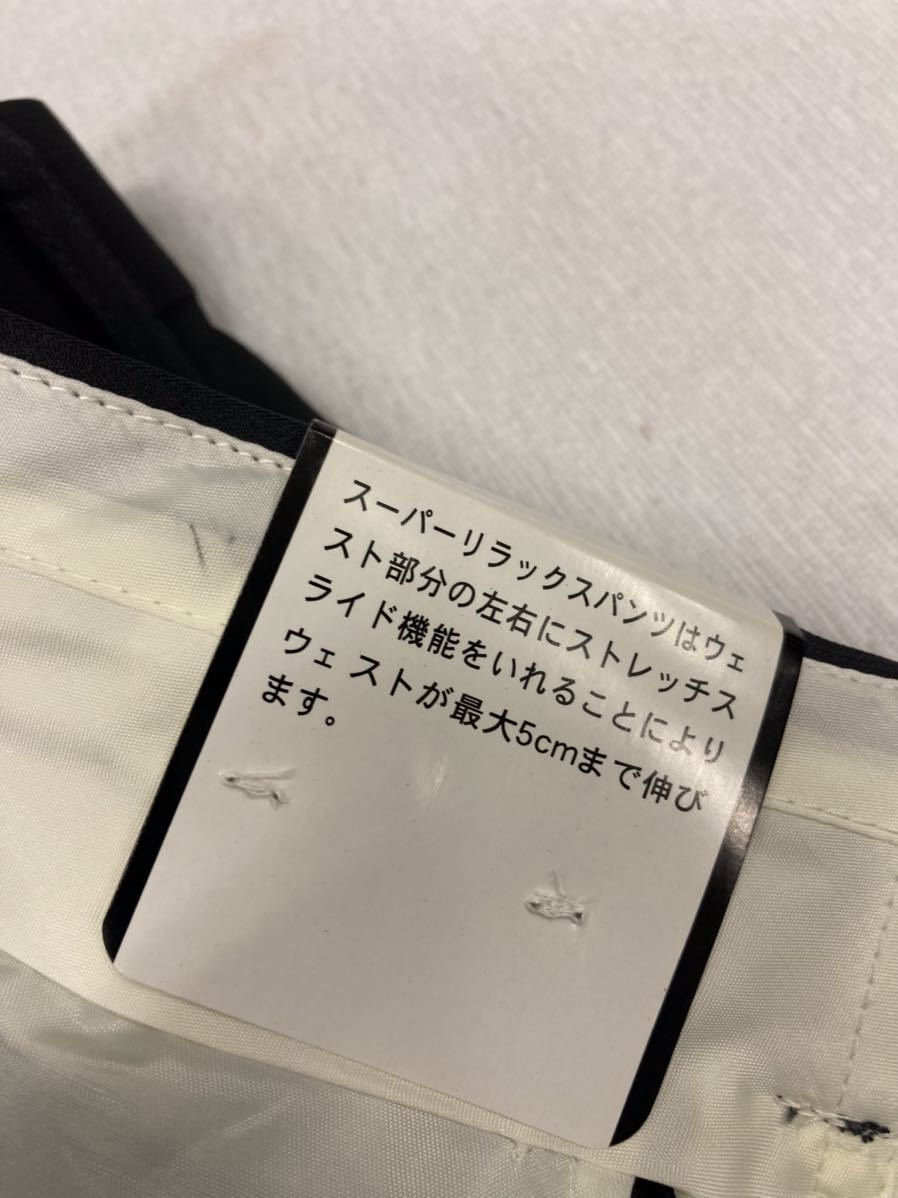 スーパーリラックスパンツはウェ
スト部分の左右にストレッチス
ライド機能をいれることにより
ウェストが最大5cmまで伸び
ます。